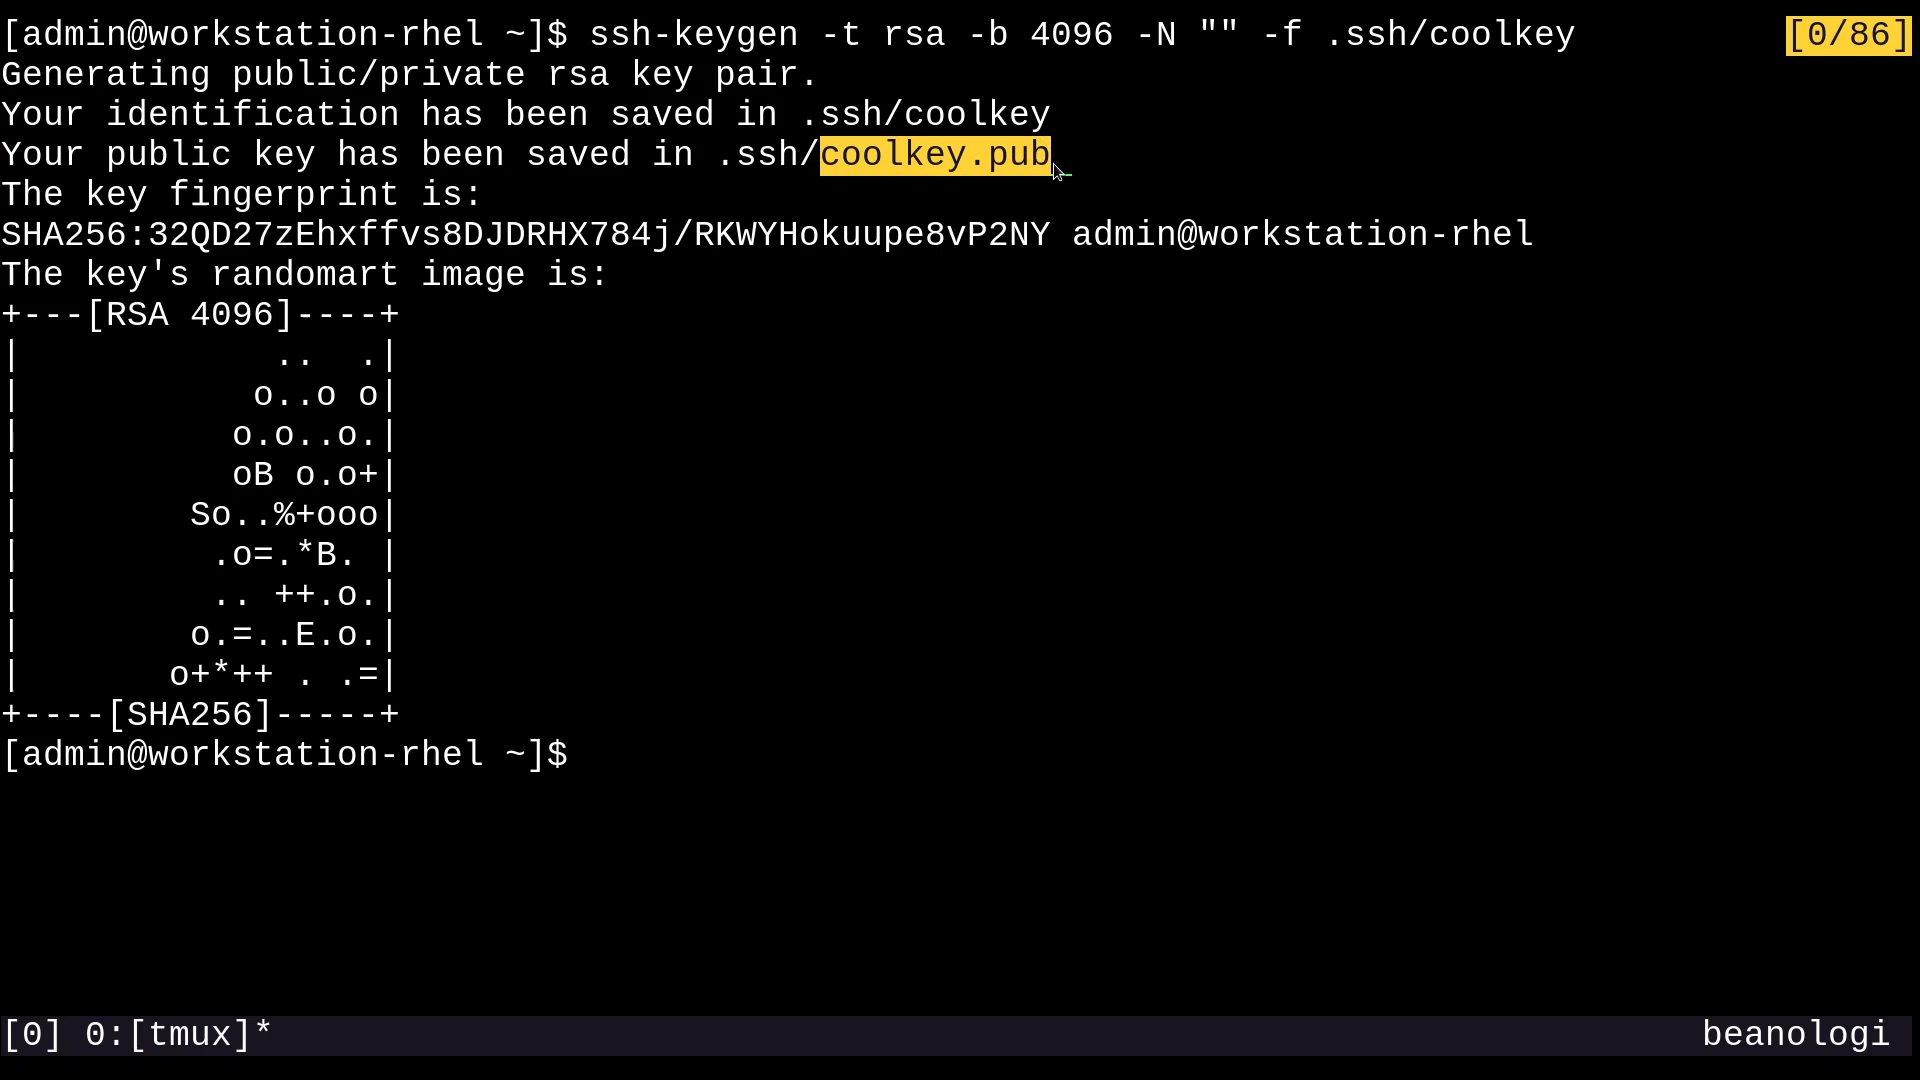 [admin@workstation-rhel ~]$ ssh-keygen -t rsa -b 4096 -N "" -f .ssh/coolkey [0/86]
Generating public/private rsa key pair.
Your identification has been saved in .ssh/coolkey
Your public key has been saved in .ssh/coolkey.pub
The key fingerprint is:
SHA256:32QD27zEhxffvs8DJDRHX784j/RKWYHokuupe8vP2NY admin@workstation-rhel
The key's randomart image is:
+---[RSA 4096]----+
|            ..  .|
|           o..o o|
|          o.o..o.|
|          oB o.o+|
|        So..%+ooo|
|         .o=.*B. |
|         .. ++.o.|
|        o.=..E.o.|
|       o+*++ . .=|
+----[SHA256]-----+
[admin@workstation-rhel ~]$
[0] 0:[tmux]* beanologi